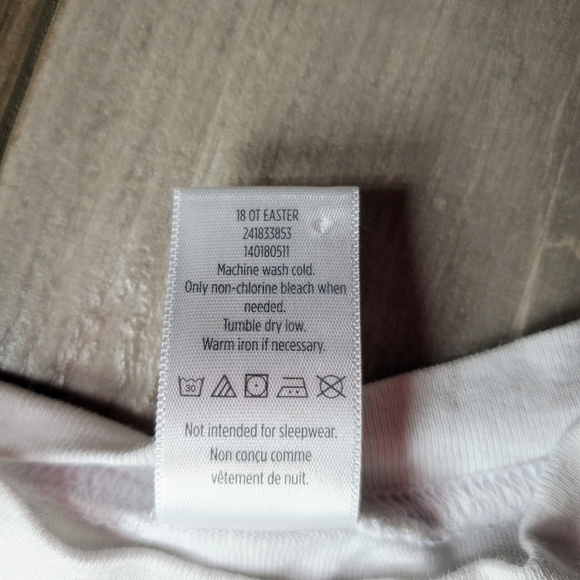 18 OT EASTER
241833853
140180511
Machine wash cold.
Only non-chlorine bleach when
needed.
Tumble dry low.
Warm iron if necessary.
30
Not intended for sleepwear.
Non conçu comme
vêtement de nuit.